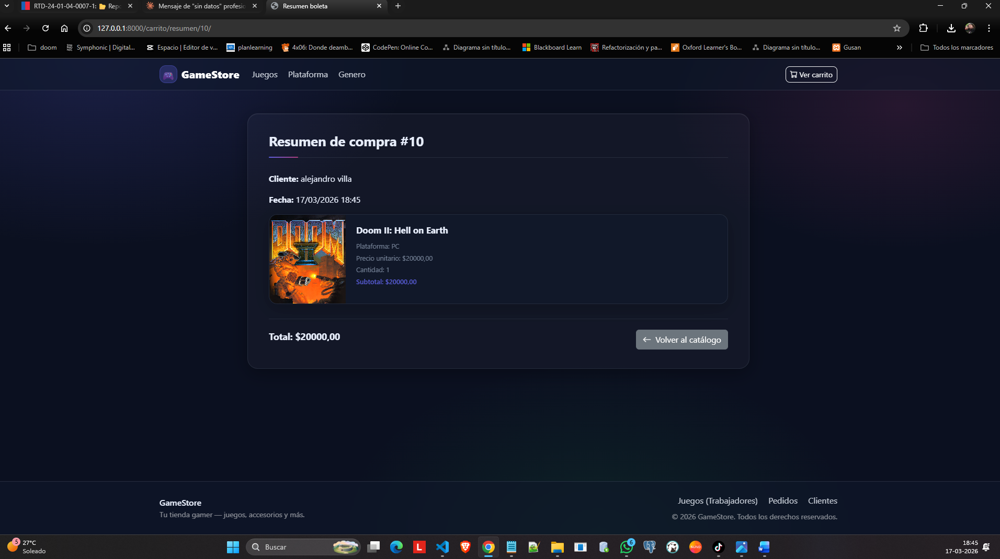 RTD-24-01-04-0007-1: Repo
Mensaje de "sin datos" profesio
Resumen boleta
127.0.0.1:8000/carrito/resumen/10/
doom
Symphonic | Digital...
Espacio | Editor de v...
planlearning
4x06: Donde deamb...
CodePen: Online Co...
Diagrama sin título...
Blackboard Learn
Refactorización y pa...
Oxford Learner's Bo...
Diagrama sin título...
Gusan
Todos los marcadores
GameStore
Juegos
Plataforma
Genero
Ver carrito
Resumen de compra #10
Cliente: alejandro villa
Fecha: 17/03/2026 18:45
DOOM
II
Doom II: Hell on Earth
Plataforma: PC
Precio unitario: $20000,00
Cantidad: 1
Subtotal: $20000,00
Total: $20000,00
← Volver al catálogo
GameStore
Tu tienda gamer — juegos, accesorios y más.
Juegos (Trabajadores)
Pedidos
Clientes
© 2026 GameStore. Todos los derechos reservados.
5
27°C
Soleado
Buscar
L
6
SUNO
W
18:45
17-03-2026